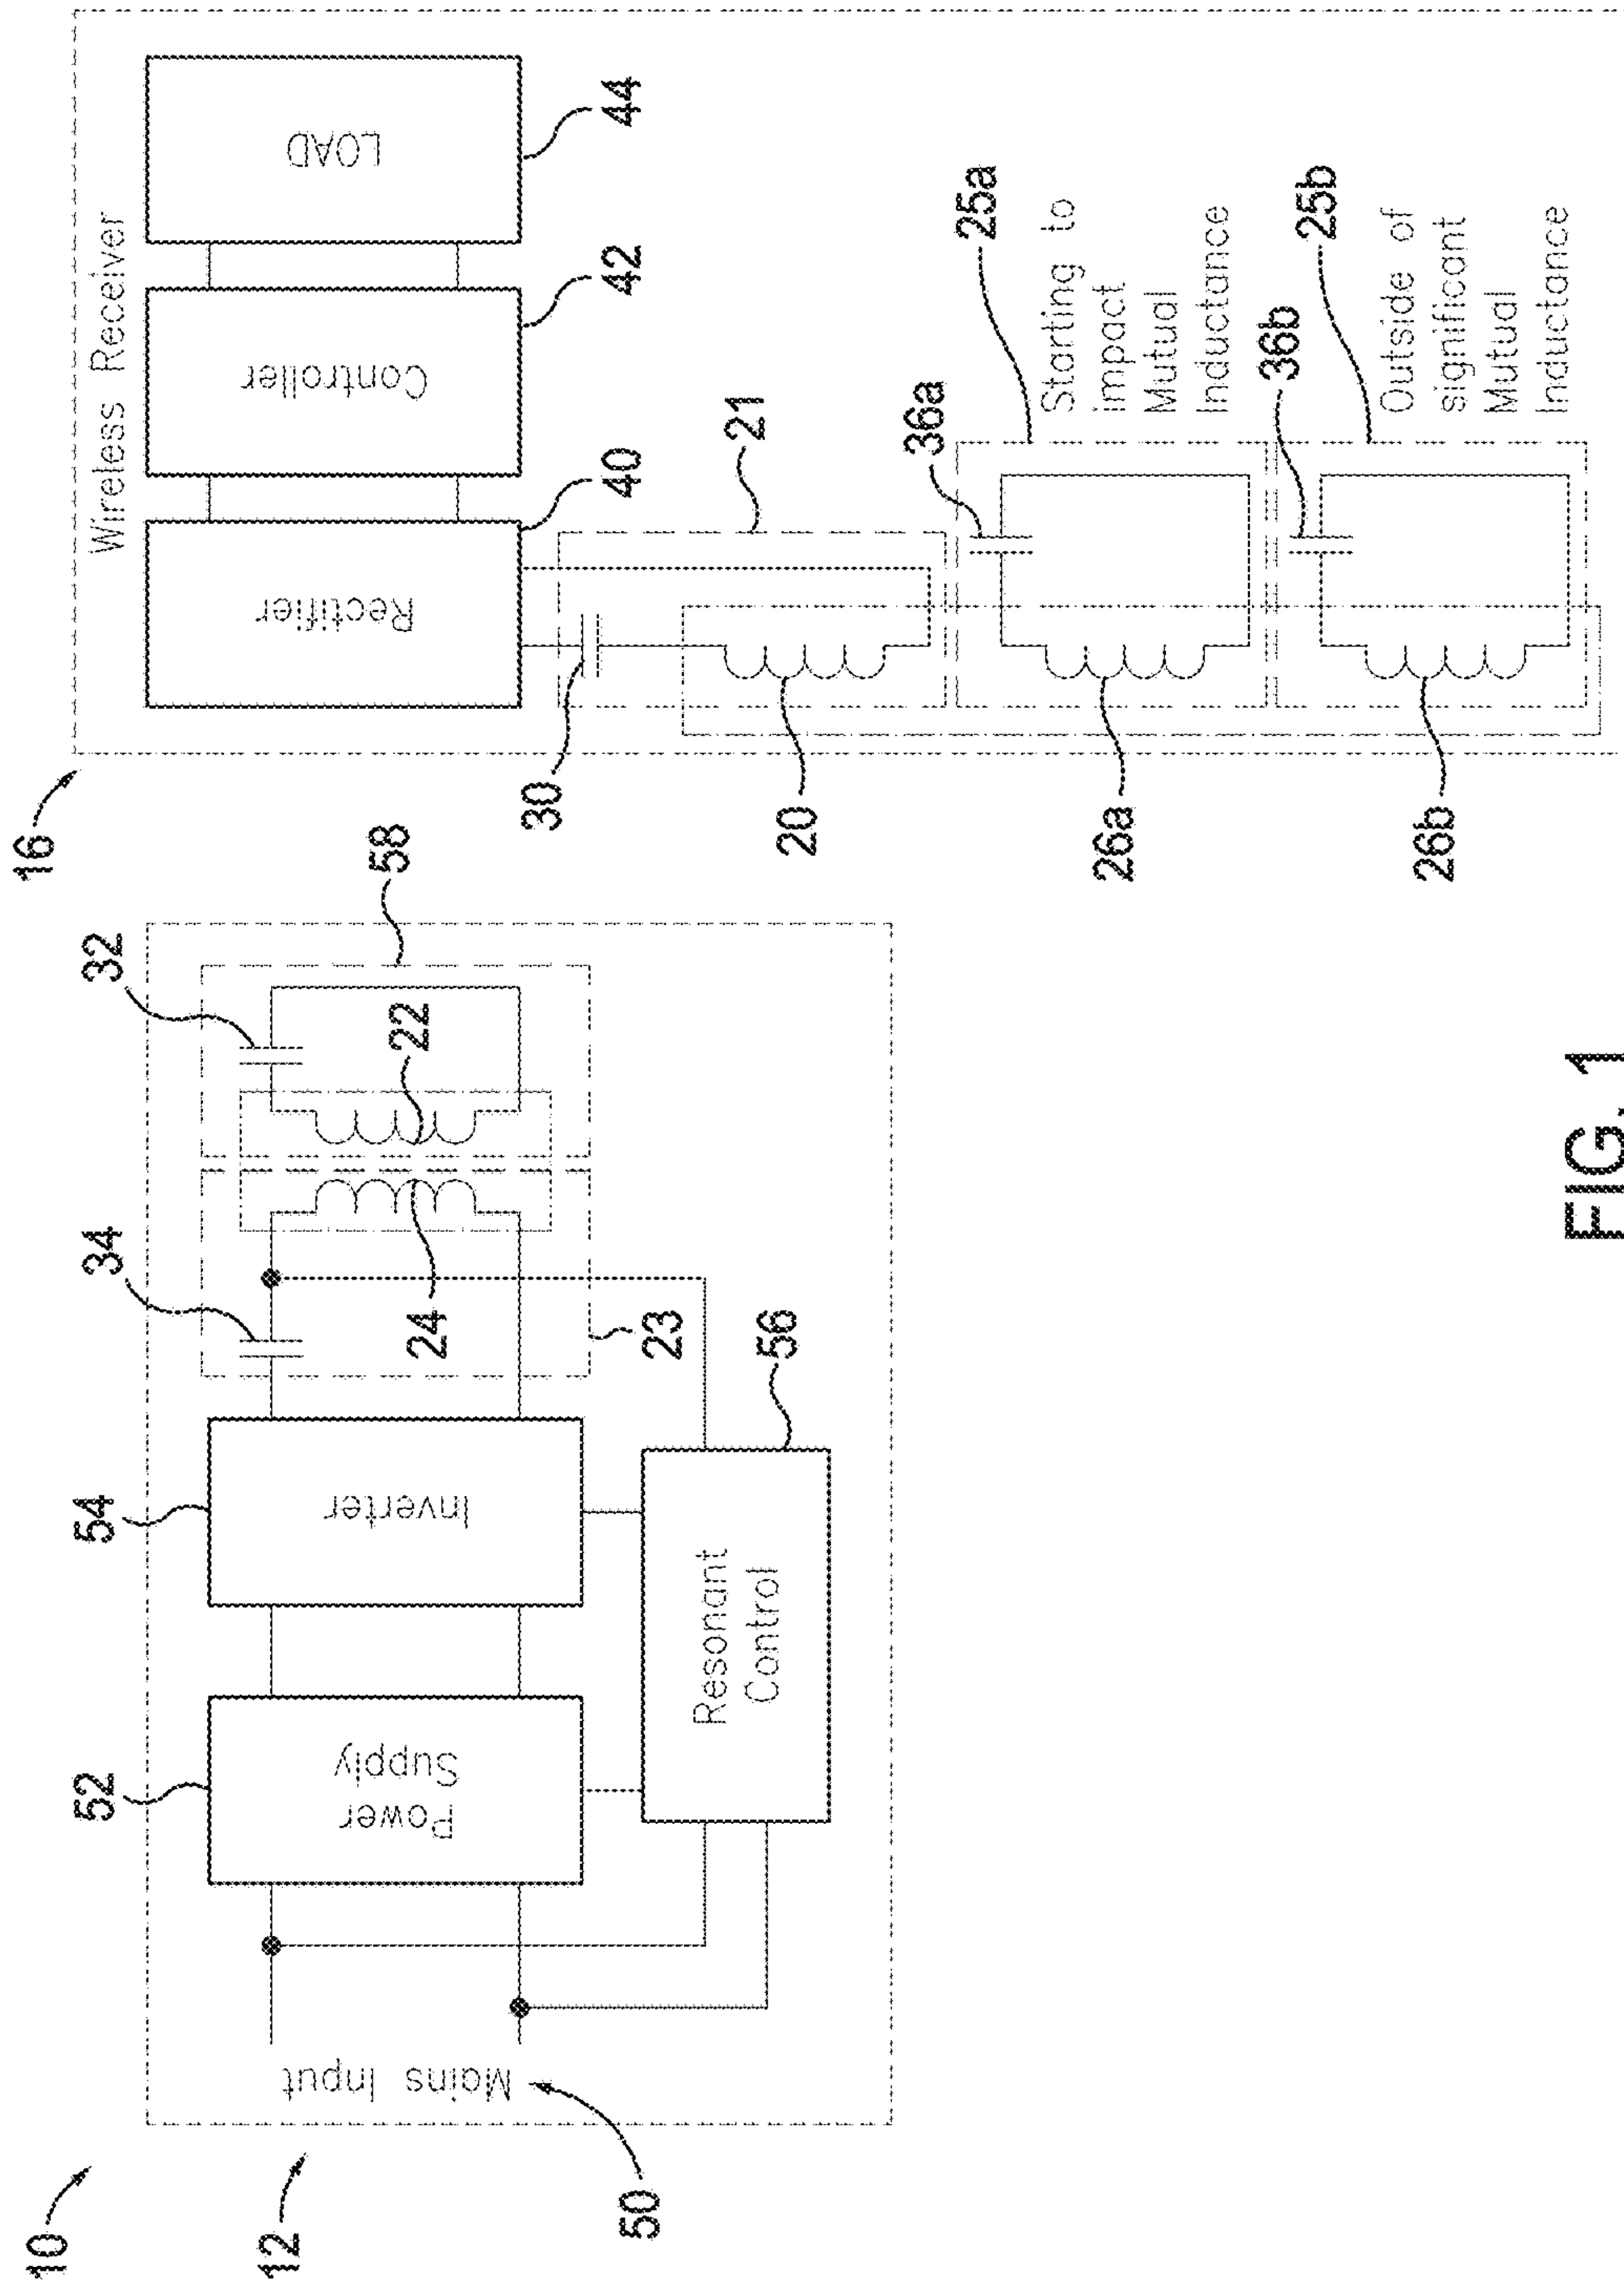 10
12
16
52
54
34
32
58
Power
Supply
Inverter
24
22
23
Mains Input
50
Resonant
Control
56
Wireless Receiver
Rectifier
Controller
LOAD
40
42
44
30
21
20
36a
25a
Starting to
impact
Mutual
Inductance
26a
36b
25b
Outside of
significant
Mutual
Inductance
26b
FIG. 1